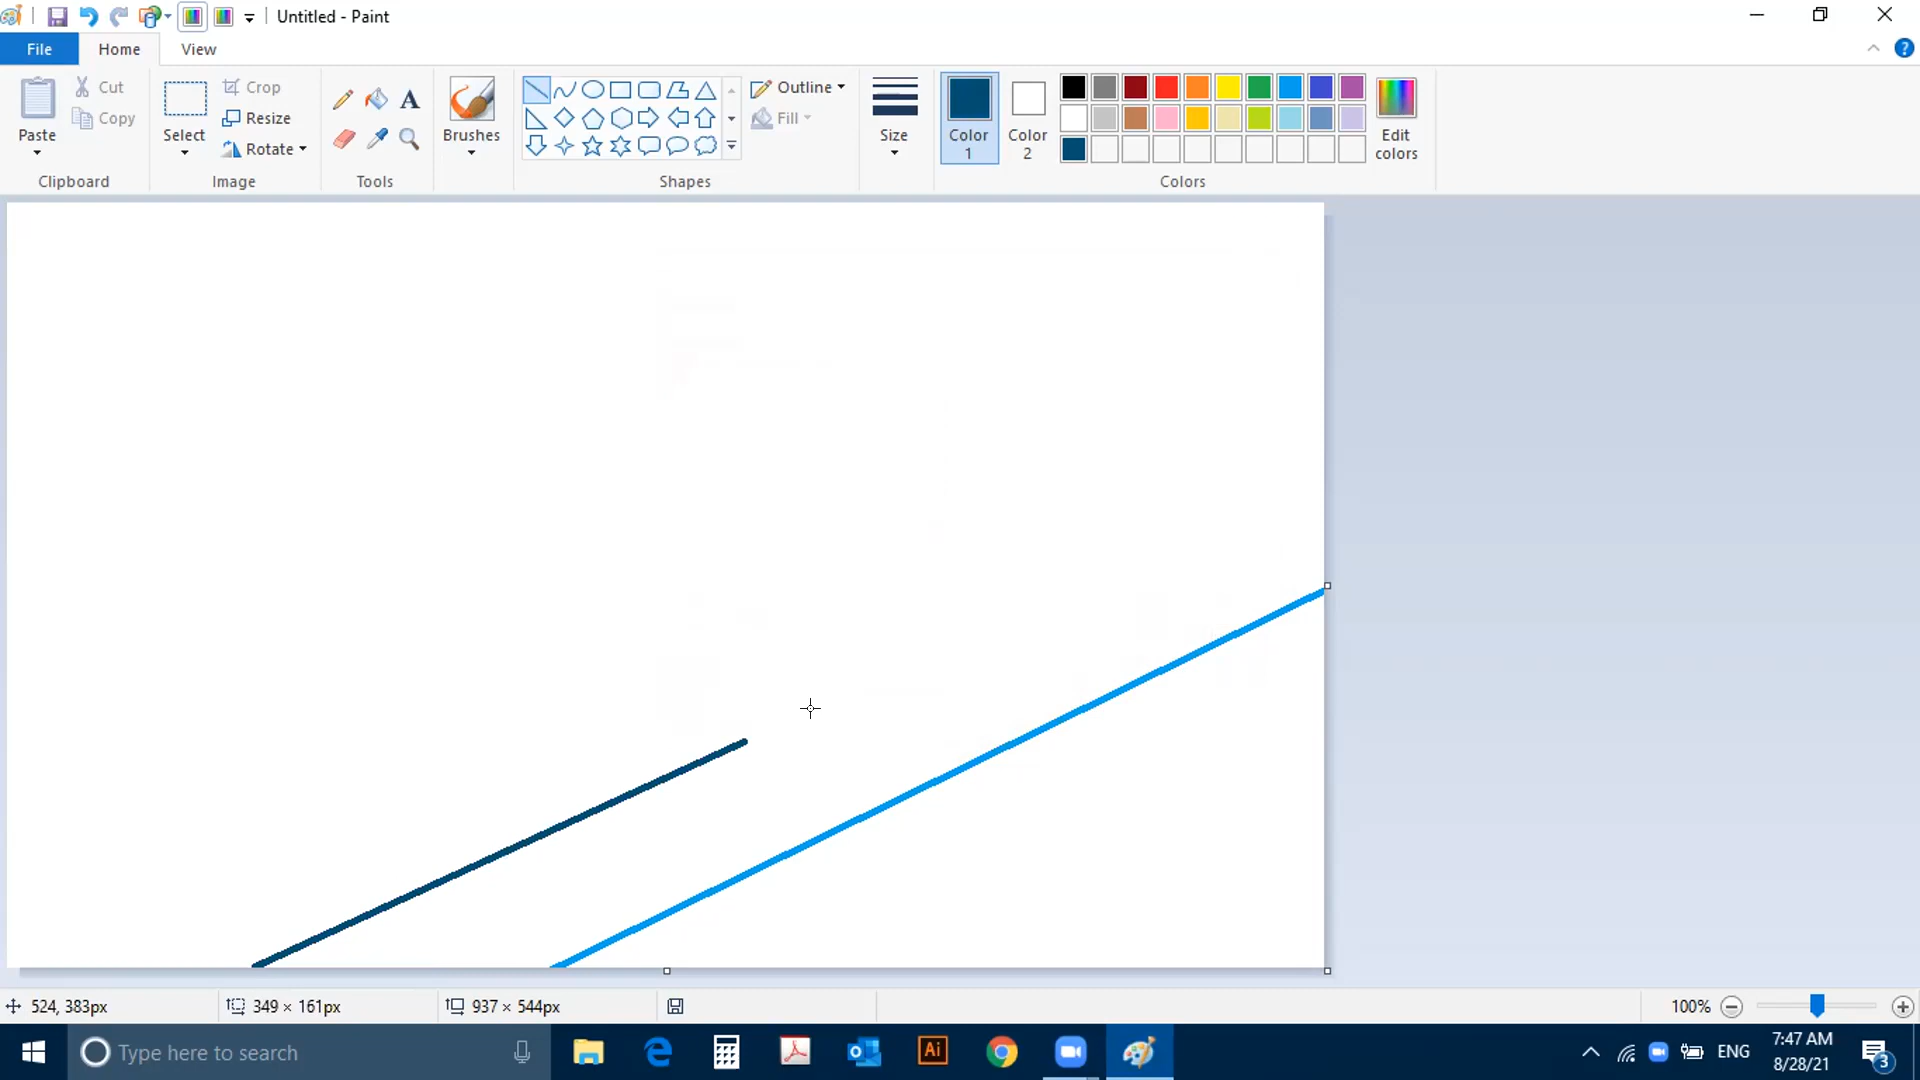 Untitled - Paint
File Home View
Paste
Cut
Copy
Clipboard
Select
Crop
Resize
Rotate
Image
A
Tools
Brushes
Outline
Fill
Shapes
Size
Color
1
Color
2
Edit
colors
Colors
524, 383px
349 × 161px
937 × 544px
100%
Type here to search
Ai
ENG
7:47 AM
8/28/21
3